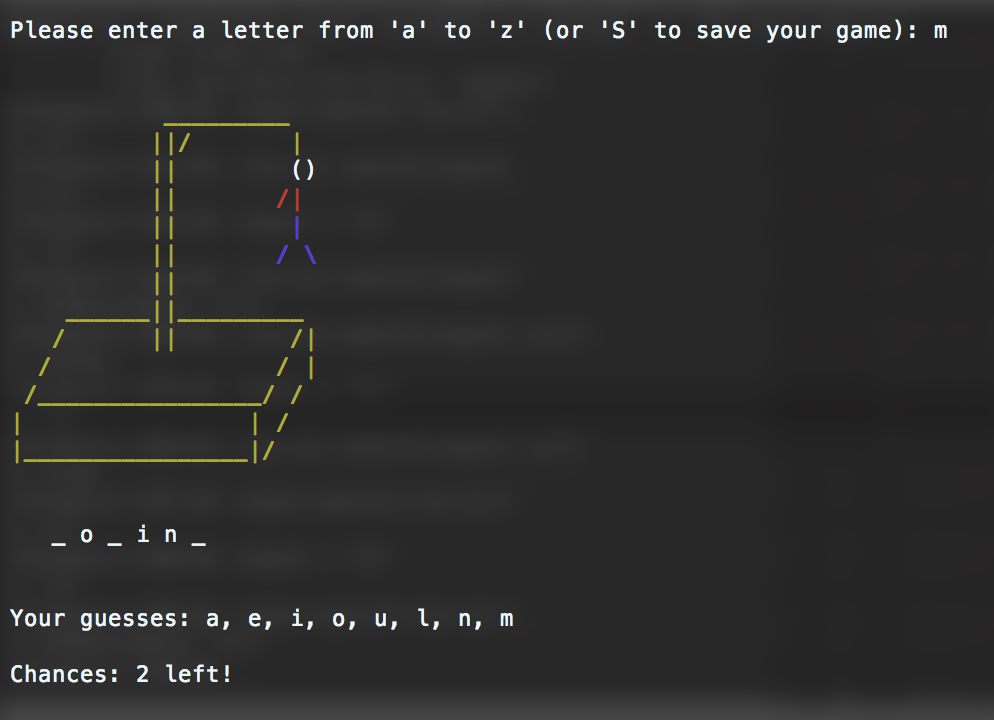 Please enter a letter from 'a' to 'z' (or 'S' to save your game): m
_ o _ i n _
Your guesses: a, e, i, o, u, l, n, m
Chances: 2 left!